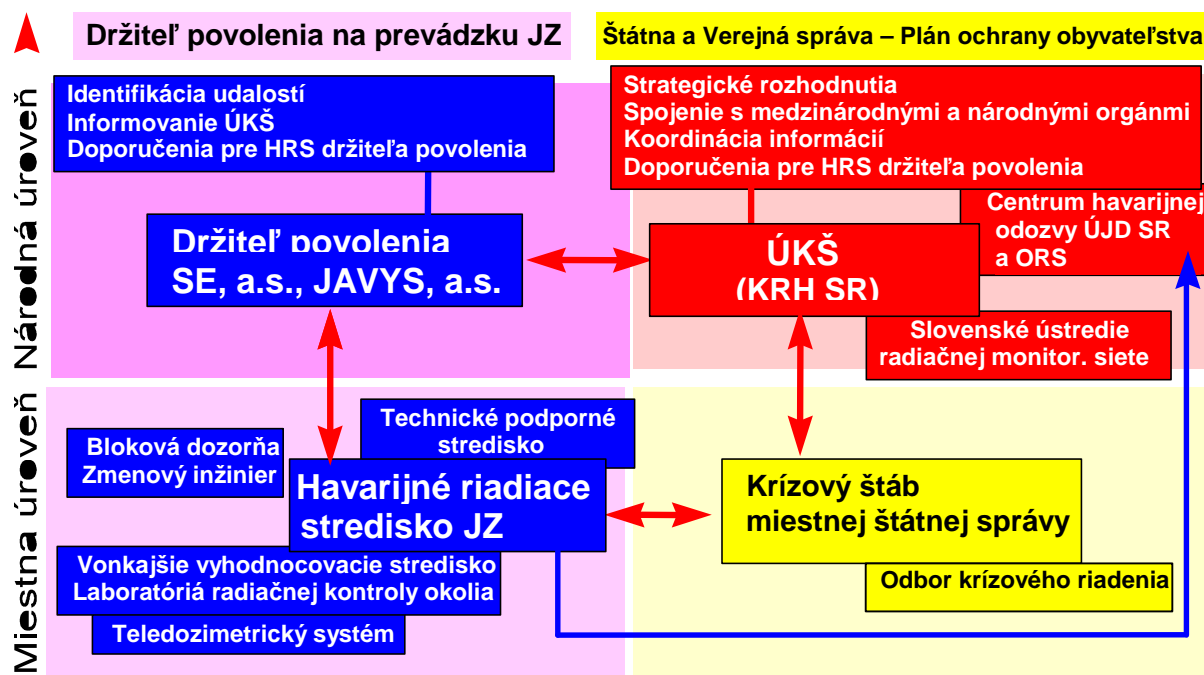 Držiteľ povolenia na prevádzku JZ
Štátna a Verejná správa – Plán ochrany obyvateľstva
Národná úroveň
Identifikácia udalostí
Informovanie ÚKŠ
Doporučenia pre HRS držiteľa povolenia
Strategické rozhodnutia
Spojenie s medzinárodnými a národnými orgánmi
Koordinácia informácií
Doporučenia pre HRS držiteľa povolenia
Centrum havarijnej
odozvy ÚJD SR
a ORS
Držiteľ povolenia
SE, a.s., JAVYS, a.s.
ÚKŠ
(KRH SR)
Slovenské ústredie
radiačnej monitor. siete
Miestna úroveň
Technické podporné
stredisko
Bloková dozorňa
Zmenový inžinier
Havarijné riadiace
stredisko JZ
Krízový štáb
miestnej štátnej správy
Vonkajšie vyhodnocovacie stredisko
Laboratóriá radiačnej kontroly okolia
Odbor krízového riadenia
Teledozimetrický systém